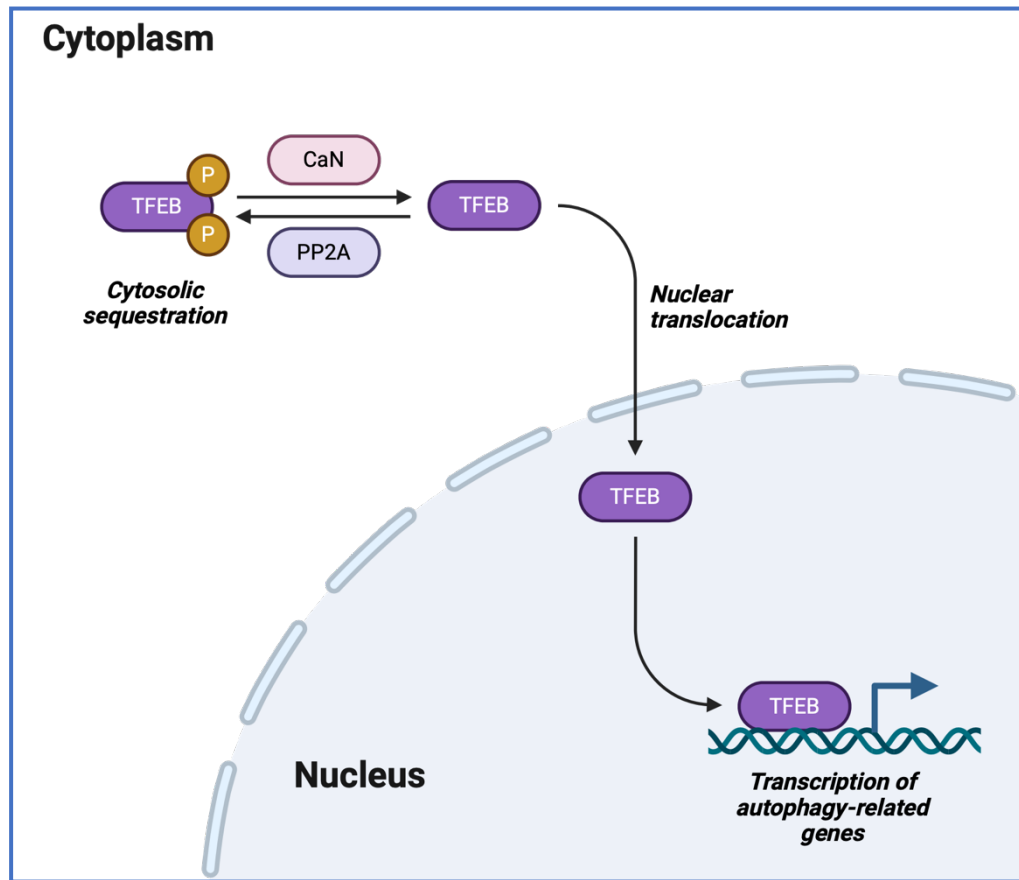 Cytoplasm
CaN
P
TFEB
TFEB
P
PP2A
Cytosolic
sequestration
Nuclear
translocation
TFEB
TFEB
Nucleus
Transcription of
autophagy-related
genes